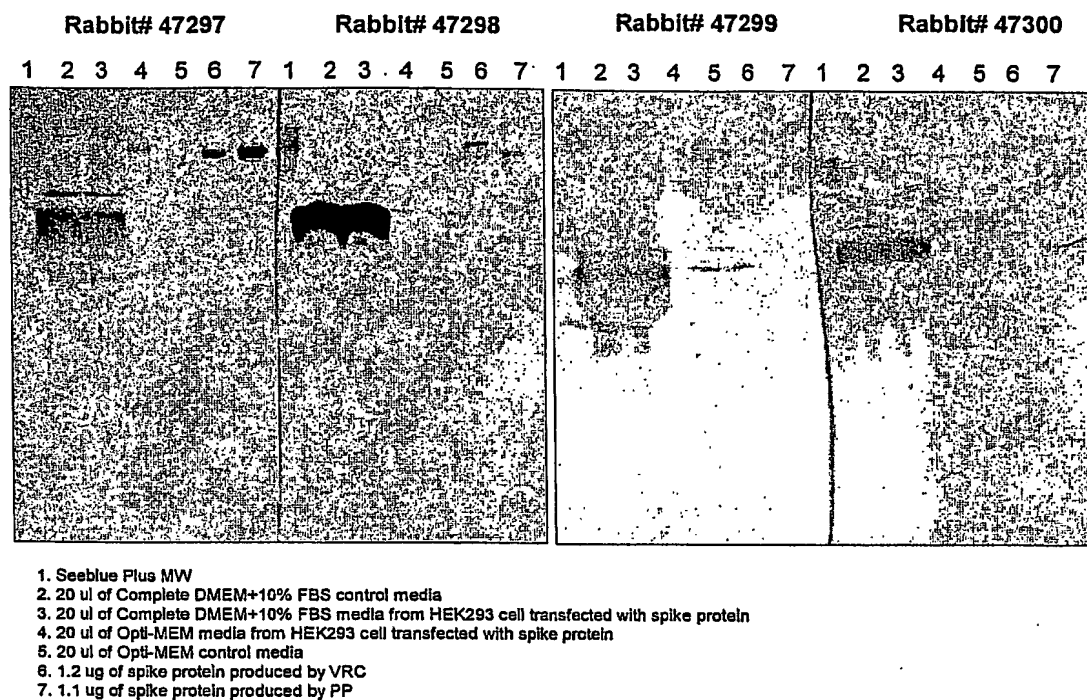 Rabbit# 47297 Rabbit# 47298 Rabbit# 47299 Rabbit# 47300
1 2 3 4 5 6 7 1 2 3 4 5 6 7 1 2 3 4 5 6 7 1 2 3 4 5 6 7
1. Seeblue Plus MW
2. 20 ul of Complete DMEM+10% FBS control media
3. 20 ul of Complete DMEM+10% FBS media from HEK293 cell transfected with spike protein
4. 20 ul of Opti-MEM media from HEK293 cell transfected with spike protein
5. 20 ul of Opti-MEM control media
6. 1.2 ug of spike protein produced by VRC
7. 1.1 ug of spike protein produced by PP